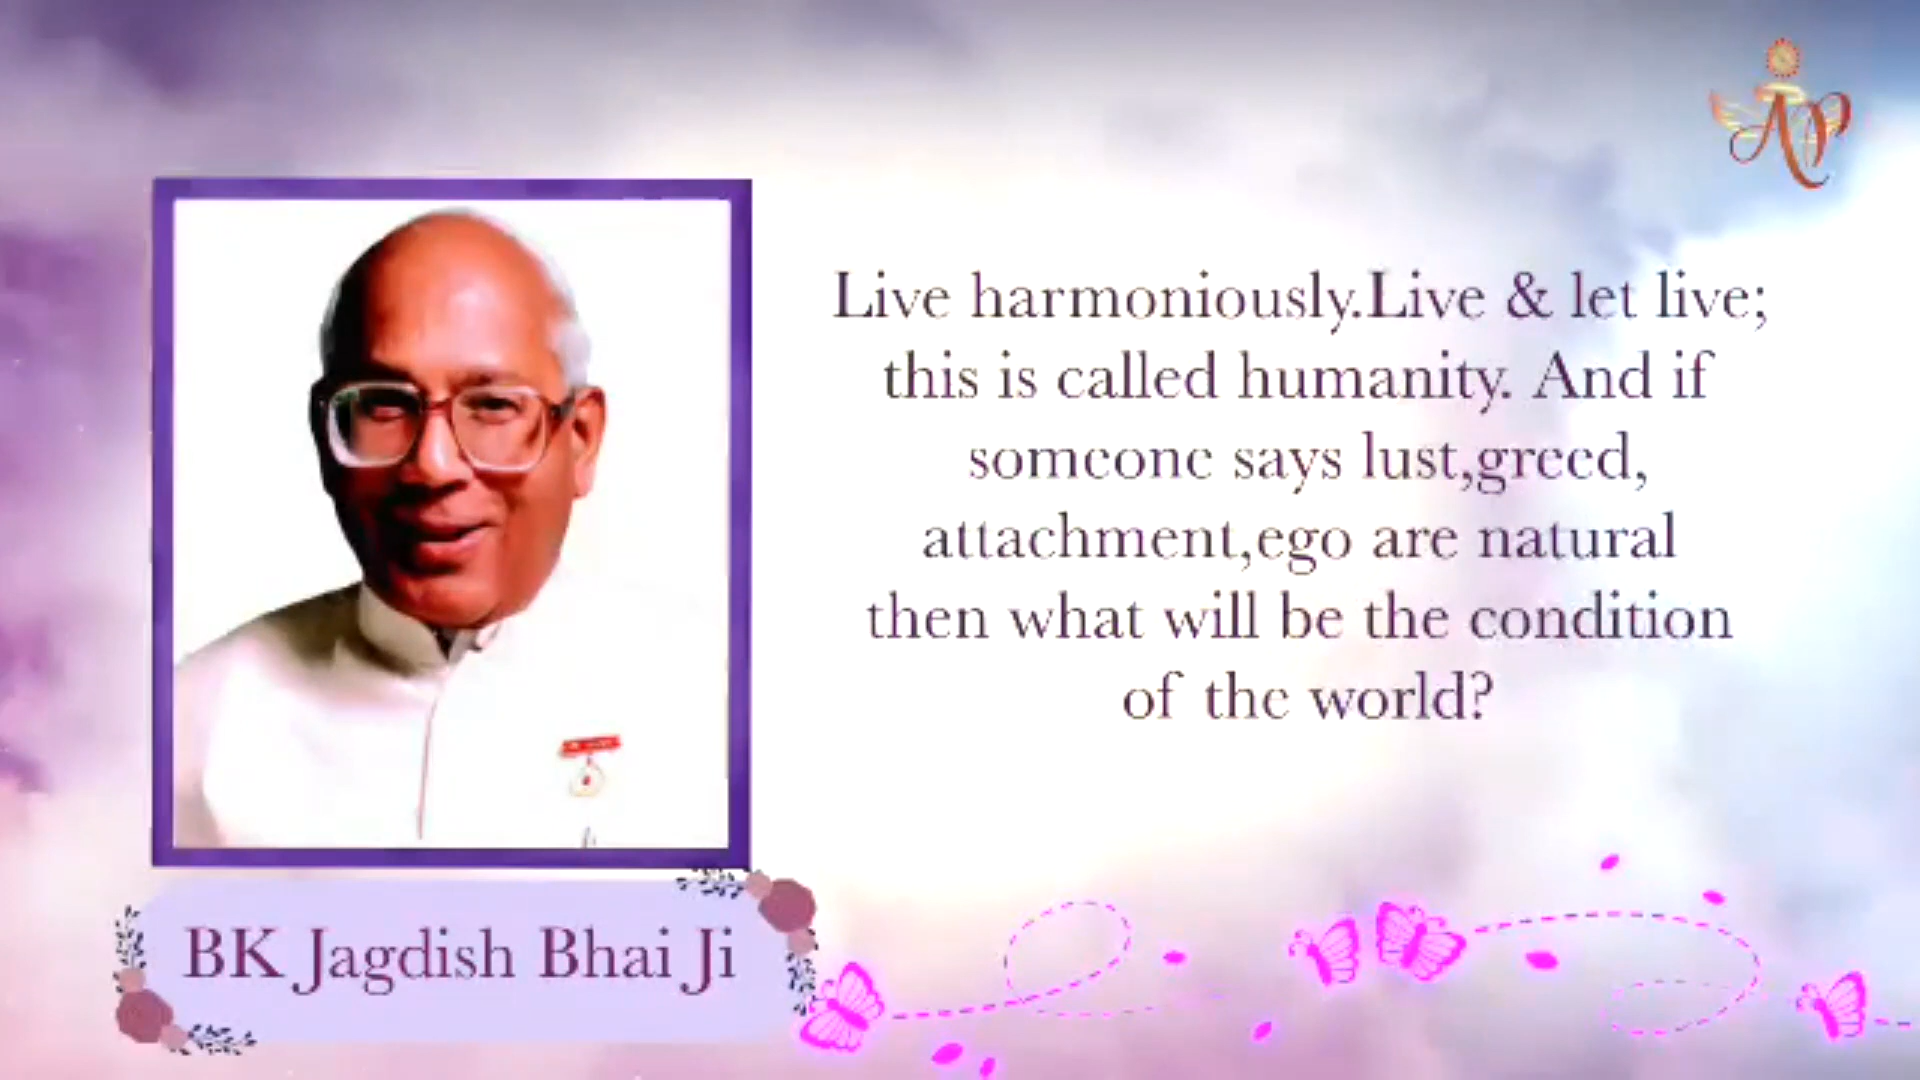 Live harmoniously.Live & let live;
this is called humanity. And if
someone says lust,greed,
attachment,ego are natural
then what will be the condition
of the world?
BK Jagdish Bhai Ji